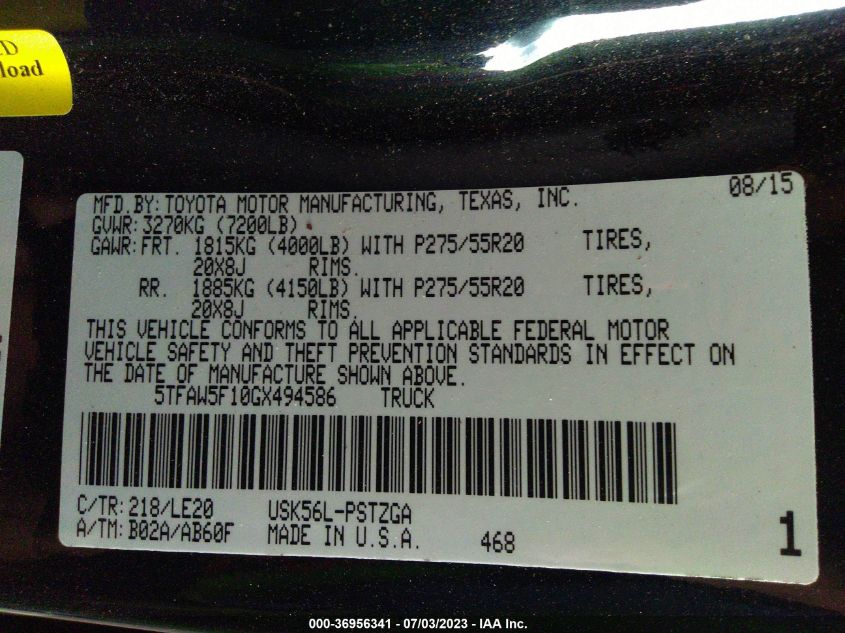 D
load
MFD.BY:TOYOTA MOTOR MANUFACTURING, TEXAS, INC. 08/15
GVWR:3270KG (7200LB)
GAWR:FRT. 1815KG (4000LB) WITH P275/55R20 TIRES,
20X8J RIMS.
RR. 1885KG (4150LB) WITH P275/55R20 TIRES,
20X8J RIMS.
THIS VEHICLE CONFORMS TO ALL APPLICABLE FEDERAL MOTOR
VEHICLE SAFETY AND THEFT PREVENTION STANDARDS IN EFFECT ON
THE DATE OF MANUFACTURE SHOWN ABOVE.
5TFAW5F10GX494586 TRUCK
C/TR:218/LE20 USK56L-PSTZGA
A/TM:B02A/AB60F MADE IN U.S.A. 468 1
000-36956341 - 07/03/2023 - IAA Inc.